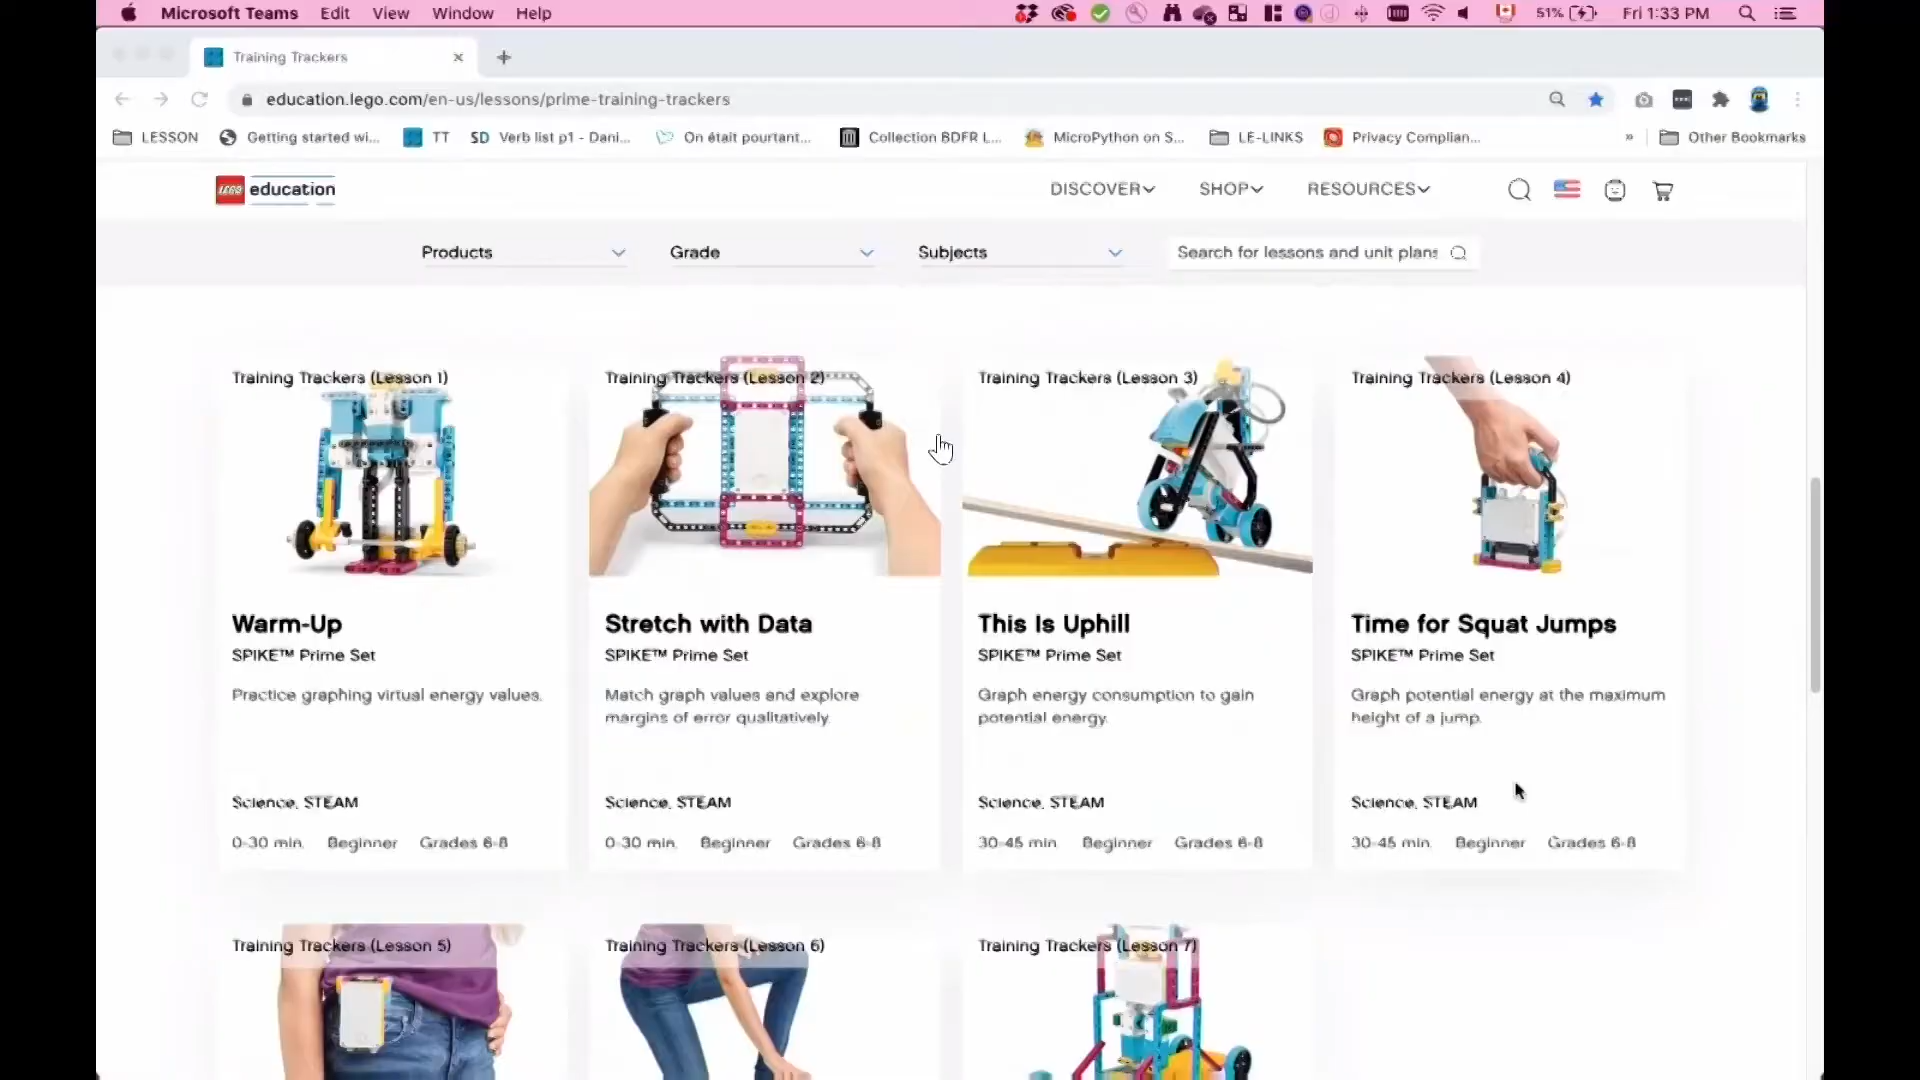 Microsoft Teams Edit View Window Help 51% Fri 1:33 PM
Training Trackers
education.lego.com/en-us/lessons/prime-training-trackers
LESSON Getting started wi... TT SD Verb list p1 - Dani... On était pourtant... Collection BDFR L... MicroPython on S... LE-LINKS Privacy Complian... » Other Bookmarks
LEGO education DISCOVER SHOP RESOURCES
Products Grade Subjects Search for lessons and unit plans
Training Trackers (Lesson 1)
Warm-Up
SPIKE™ Prime Set
Practice graphing virtual energy values.
Science, STEAM
0-30 min. Beginner Grades 6-8
Training Trackers (Lesson 2)
Stretch with Data
SPIKE™ Prime Set
Match graph values and explore
margins of error qualitatively.
Science, STEAM
0-30 min. Beginner Grades 6-8
Training Trackers (Lesson 3)
This Is Uphill
SPIKE™ Prime Set
Graph energy consumption to gain
potential energy.
Science, STEAM
30-45 min. Beginner Grades 6-8
Training Trackers (Lesson 4)
Time for Squat Jumps
SPIKE™ Prime Set
Graph potential energy at the maximum
height of a jump.
Science, STEAM
30-45 min. Beginner Grades 6-8
Training Trackers (Lesson 5)
Training Trackers (Lesson 6)
Training Trackers (Lesson 7)